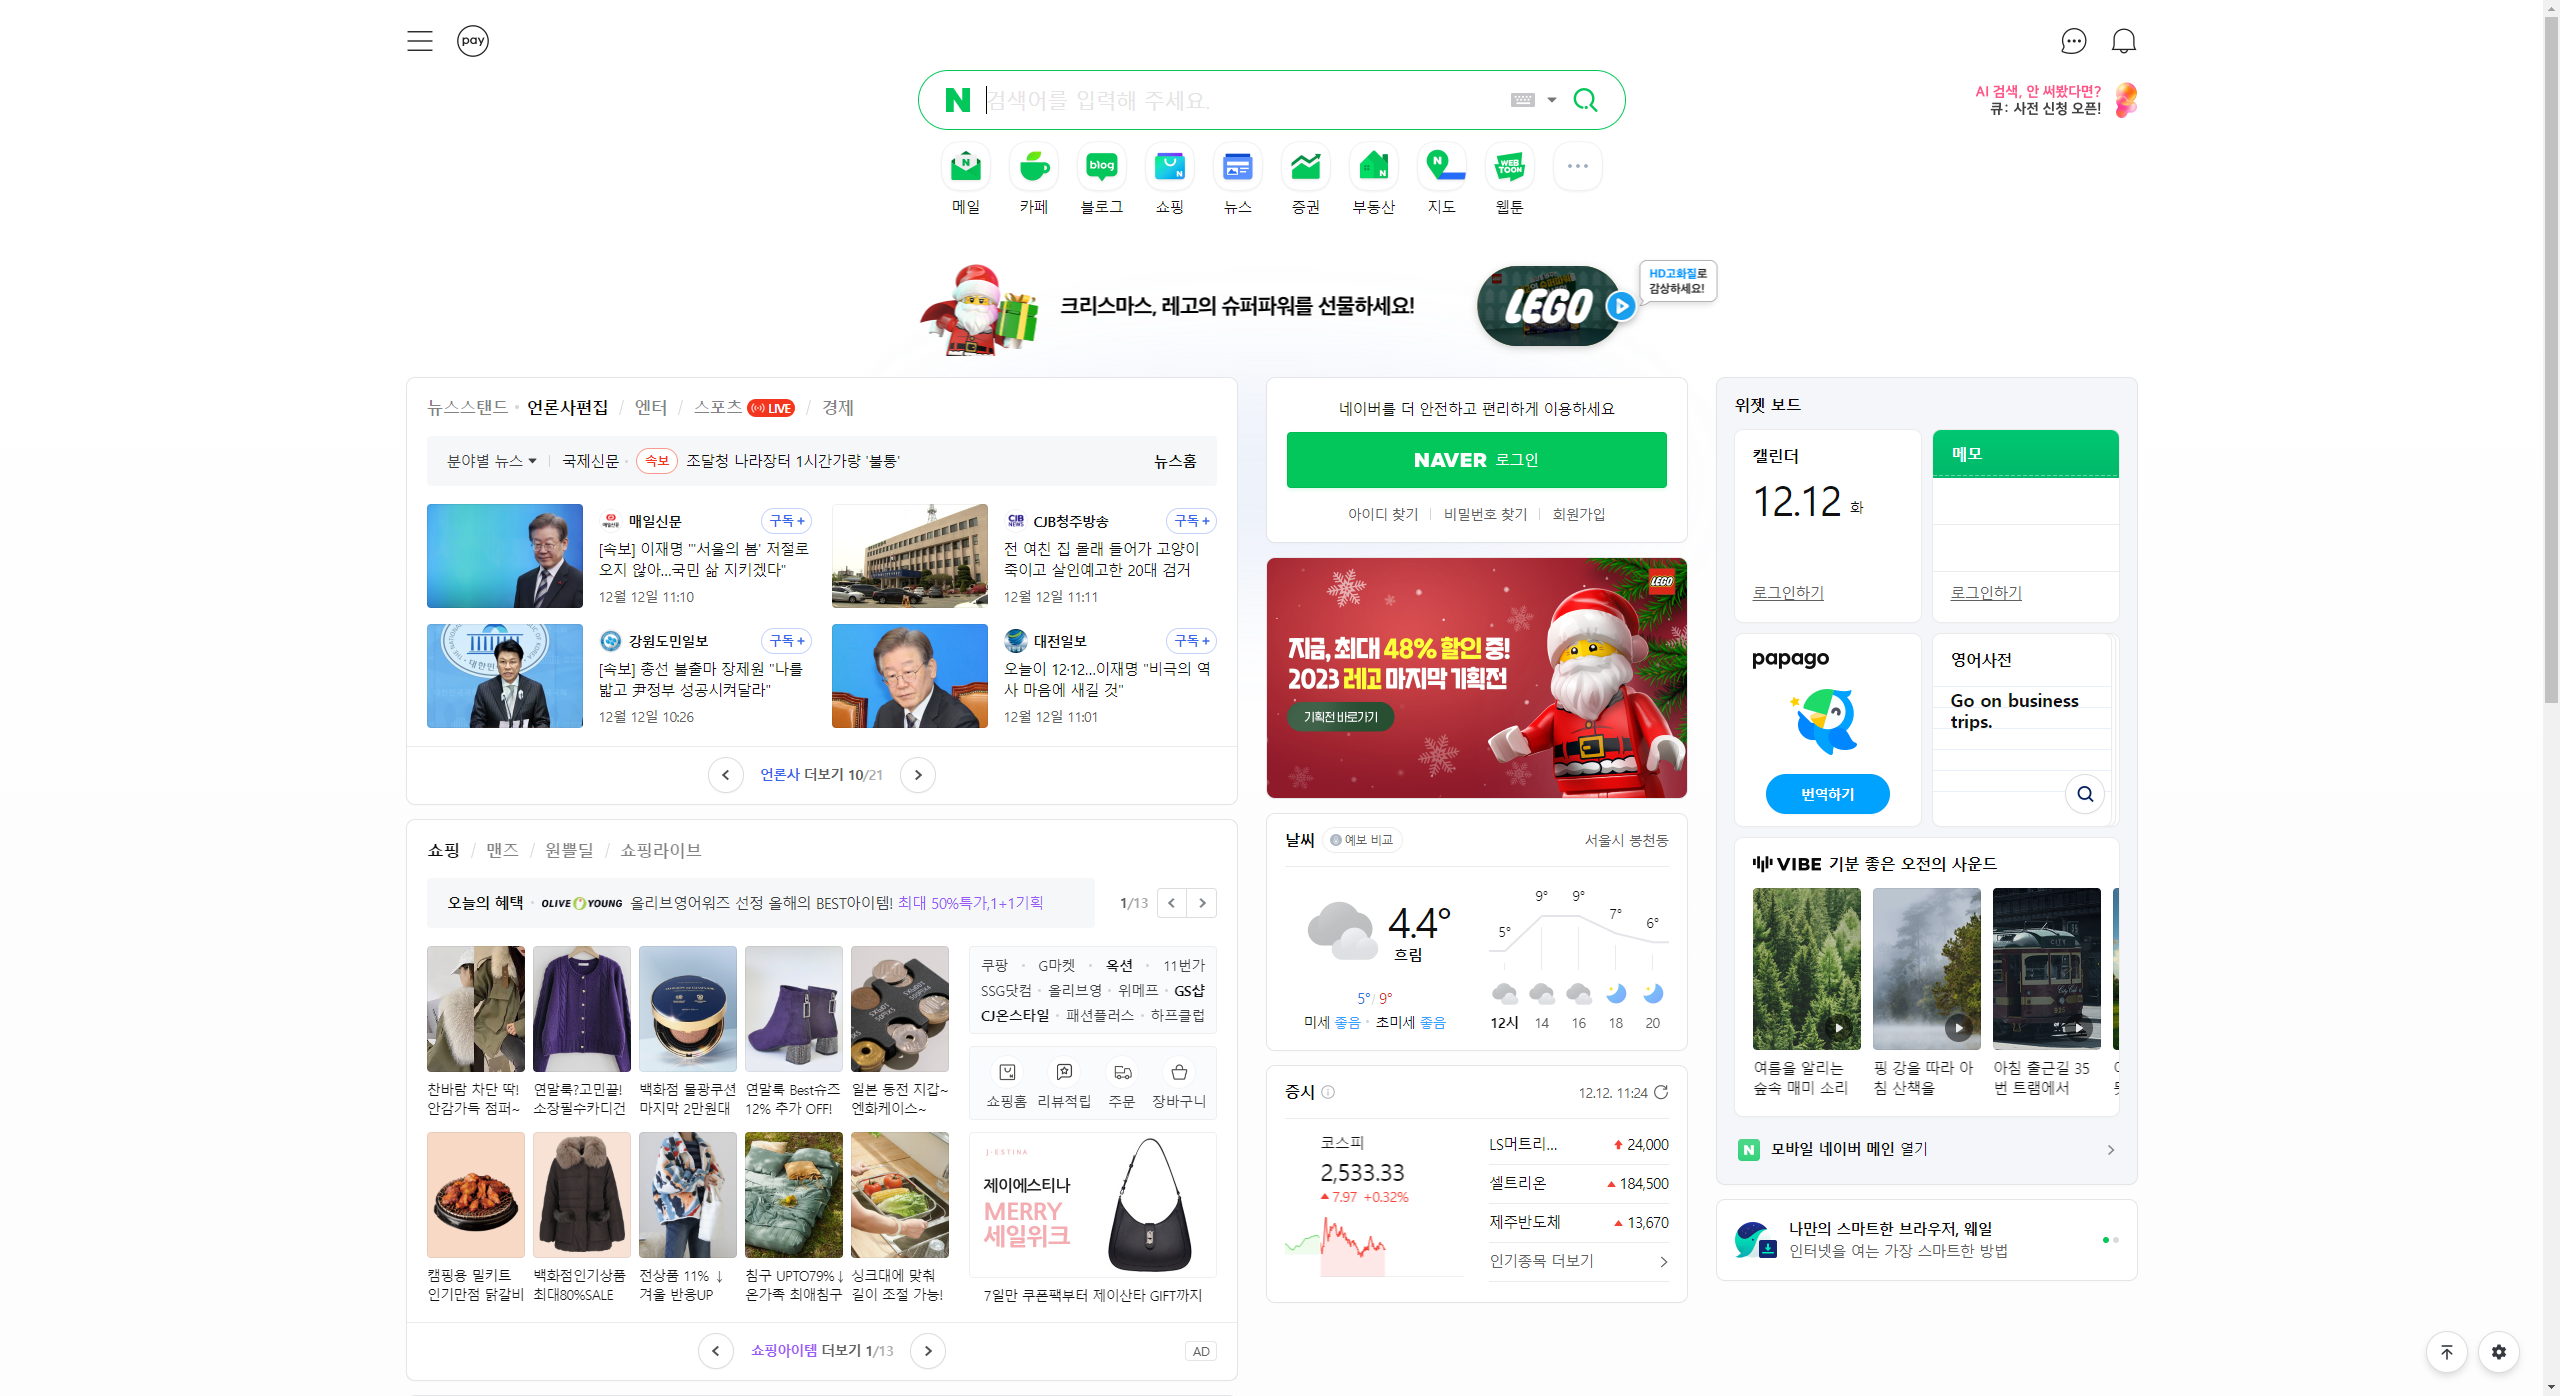 pay
N
검색어를 입력해 주세요.
AI 검색, 안 써봤다면?
큐: 사전 신청 오픈!
메일
카페
blog
블로그
쇼핑
뉴스
증권
부동산
지도
WEB
TOON
웹툰
크리스마스, 레고의 슈퍼파워를 선물하세요!
LEGO
HD고화질로
감상하세요!
뉴스스탠드 · 언론사편집 / 엔터 / 스포츠 LIVE / 경제
분야별 뉴스
국제신문
속보
조달청 나라장터 1시간가량 '불통'
뉴스홈
매일신문
구독 +
[속보] 이재명 "'서울의 봄' 저절로
오지 않아...국민 삶 지키겠다"
12월 12일 11:10
CJB청주방송
구독 +
전 여친 집 몰래 들어가 고양이
죽이고 살인예고한 20대 검거
12월 12일 11:11
강원도민일보
구독 +
[속보] 총선 불출마 장제원 "나를
밟고 尹정부 성공시켜달라"
12월 12일 10:26
대전일보
구독 +
오늘이 12·12...이재명 "비극의 역
사 마음에 새길 것"
12월 12일 11:01
언론사 더보기 10/21
쇼핑 / 맨즈 / 원쁠딜 / 쇼핑라이브
오늘의 혜택 · OLIVE YOUNG 올리브영어워즈 선정 올해의 BEST아이템! 최대 50%특가,1+1기획
1/13
찬바람 차단 딱!
안감가득 점퍼~
연말룩?고민끝!
소장필수카디건
백화점 물광쿠션
마지막 2만원대
연말룩 Best슈즈
12% 추가 OFF!
일본 동전 지갑~
엔화케이스~
쿠팡 · G마켓 · 옥션 · 11번가
SSG닷컴 · 올리브영 · 위메프 · GS샵
CJ온스타일 · 패션플러스 · 하프클럽
쇼핑홈
리뷰적립
주문
장바구니
캠핑용 밀키트
인기만점 닭갈비
백화점인기상품
최대80%SALE
전상품 11% ↓
겨울 반응UP
침구 UPTO79%↓
온가족 최애침구
싱크대에 맞춰
길이 조절 가능!
J·ESTINA
제이에스티나
MERRY
세일위크
7일만 쿠폰팩부터 제이산타 GIFT까지
쇼핑아이템 더보기 1/13
AD
네이버를 더 안전하고 편리하게 이용하세요
NAVER 로그인
아이디 찾기
비밀번호 찾기
회원가입
LEGO
지금, 최대 48% 할인 중!
2023 레고 마지막 기획전
기획전 바로가기
날씨
예보 비교
서울시 봉천동
4.4°
흐림
5° / 9°
미세 좋음 · 초미세 좋음
5°
9°
9°
7°
6°
12시
14
16
18
20
증시
12.12. 11:24
코스피
2,533.33
7.97 +0.32%
LS머트리...
24,000
셀트리온
184,500
제주반도체
13,670
인기종목 더보기
위젯 보드
캘린더
12.12 화
로그인하기
메모
로그인하기
papago
번역하기
영어사전
Go on business
trips.
VIBE 기분 좋은 오전의 사운드
여름을 알리는
숲속 매미 소리
핑 강을 따라 아
침 산책을
아침 출근길 35
번 트램에서
N 모바일 네이버 메인 열기
나만의 스마트한 브라우저, 웨일
인터넷을 여는 가장 스마트한 방법